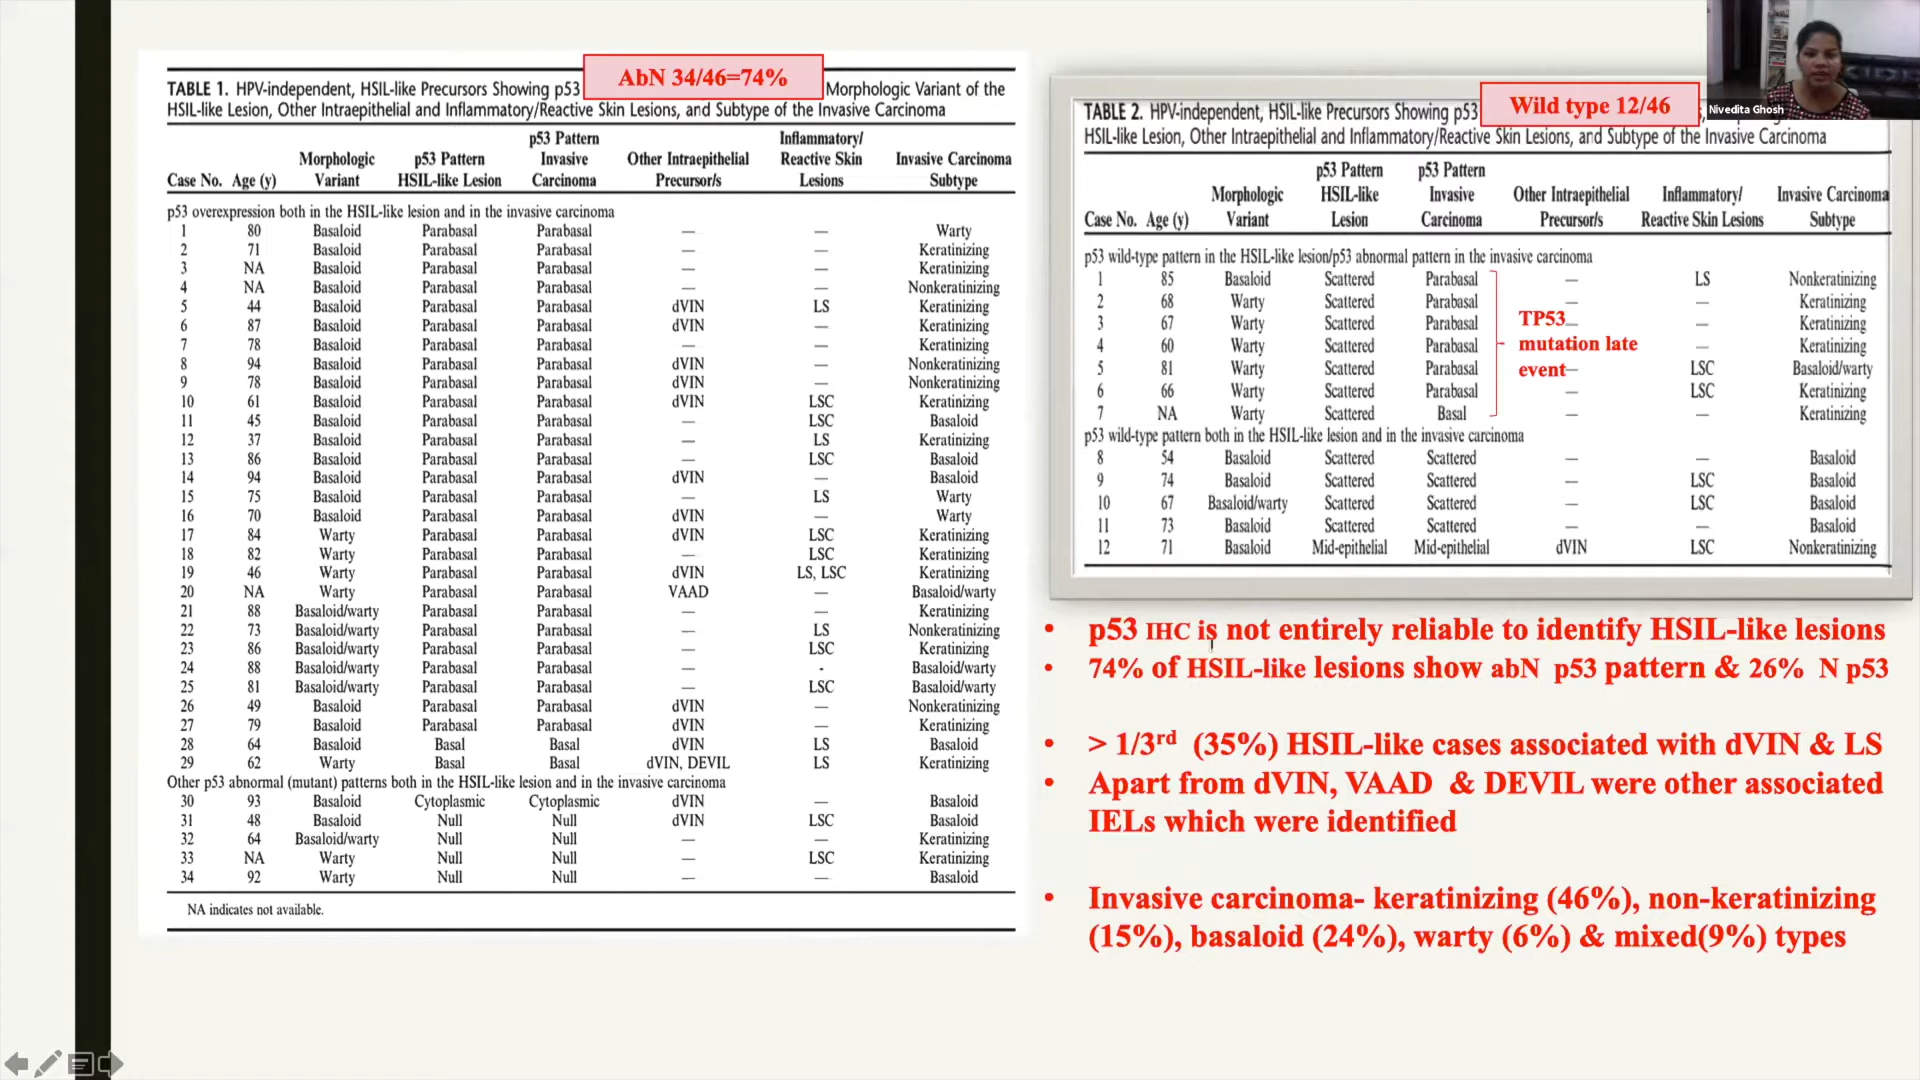 AbN 34/46=74%
TABLE 1. HPV-independent, HSIL-like Precursors Showing p53 Morphologic Variant of the
HSIL-like Lesion, Other Intraepithelial and Inflammatory/Reactive Skin Lesions, and Subtype of the Invasive Carcinoma
Case No. Age (y) Morphologic Variant p53 Pattern HSIL-like Lesion p53 Pattern Invasive Carcinoma Other Intraepithelial Precursor/s Inflammatory/ Reactive Skin Lesions Invasive Carcinoma Subtype
p53 overexpression both in the HSIL-like lesion and in the invasive carcinoma
1 80 Basaloid Parabasal Parabasal — — Warty
2 71 Basaloid Parabasal Parabasal — — Keratinizing
3 NA Basaloid Parabasal Parabasal — — Keratinizing
4 NA Basaloid Parabasal Parabasal — — Nonkeratinizing
5 44 Basaloid Parabasal Parabasal dVIN LS Keratinizing
6 87 Basaloid Parabasal Parabasal dVIN — Keratinizing
7 78 Basaloid Parabasal Parabasal — — Keratinizing
8 94 Basaloid Parabasal Parabasal dVIN — Nonkeratinizing
9 78 Basaloid Parabasal Parabasal dVIN — Nonkeratinizing
10 61 Basaloid Parabasal Parabasal dVIN LSC Keratinizing
11 45 Basaloid Parabasal Parabasal — LSC Basaloid
12 37 Basaloid Parabasal Parabasal — LS Keratinizing
13 86 Basaloid Parabasal Parabasal — LSC Basaloid
14 94 Basaloid Parabasal Parabasal dVIN — Basaloid
15 75 Basaloid Parabasal Parabasal — LS Warty
16 70 Basaloid Parabasal Parabasal dVIN — Warty
17 84 Warty Parabasal Parabasal dVIN LSC Keratinizing
18 82 Warty Parabasal Parabasal — LSC Keratinizing
19 46 Warty Parabasal Parabasal dVIN LS, LSC Keratinizing
20 NA Warty Parabasal Parabasal VAAD — Basaloid/warty
21 88 Basaloid/warty Parabasal Parabasal — — Keratinizing
22 73 Basaloid/warty Parabasal Parabasal — LS Nonkeratinizing
23 86 Basaloid/warty Parabasal Parabasal — LSC Keratinizing
24 88 Basaloid/warty Parabasal Parabasal — - Basaloid/warty
25 81 Basaloid/warty Parabasal Parabasal — LSC Basaloid/warty
26 49 Basaloid Parabasal Parabasal dVIN — Nonkeratinizing
27 79 Basaloid Parabasal Parabasal dVIN — Keratinizing
28 64 Basaloid Basal Basal dVIN LS Basaloid
29 62 Warty Basal Basal dVIN, DEVIL LS Keratinizing
Other p53 abnormal (mutant) patterns both in the HSIL-like lesion and in the invasive carcinoma
30 93 Basaloid Cytoplasmic Cytoplasmic dVIN — Basaloid
31 48 Basaloid Null Null dVIN LSC Basaloid
32 64 Basaloid/warty Null Null — — Keratinizing
33 NA Warty Null Null — LSC Keratinizing
34 92 Warty Null Null — — Basaloid
NA indicates not available.
Nivedita Ghosh
Wild type 12/46
TABLE 2. HPV-independent, HSIL-like Precursors Showing p53
HSIL-like Lesion, Other Intraepithelial and Inflammatory/Reactive Skin Lesions, and Subtype of the Invasive Carcinoma
Case No. Age (y) Morphologic Variant p53 Pattern HSIL-like Lesion p53 Pattern Invasive Carcinoma Other Intraepithelial Precursor/s Inflammatory/ Reactive Skin Lesions Invasive Carcinoma Subtype
p53 wild-type pattern in the HSIL-like lesion/p53 abnormal pattern in the invasive carcinoma
1 85 Basaloid Scattered Parabasal — LS Nonkeratinizing
2 68 Warty Scattered Parabasal — — Keratinizing
3 67 Warty Scattered Parabasal — — Keratinizing
4 60 Warty Scattered Parabasal — — Keratinizing
5 81 Warty Scattered Parabasal — LSC Basaloid/warty
6 66 Warty Scattered Parabasal — LSC Keratinizing
7 NA Warty Scattered Basal — — Keratinizing
TP53
mutation late
event
p53 wild-type pattern both in the HSIL-like lesion and in the invasive carcinoma
8 54 Basaloid Scattered Scattered — — Basaloid
9 74 Basaloid Scattered Scattered — LSC Basaloid
10 67 Basaloid/warty Scattered Scattered — LSC Basaloid
11 73 Basaloid Scattered Scattered — — Basaloid
12 71 Basaloid Mid-epithelial Mid-epithelial dVIN LSC Nonkeratinizing
• p53 IHC is not entirely reliable to identify HSIL-like lesions
• 74% of HSIL-like lesions show abN p53 pattern & 26% N p53
• > 1/3rd (35%) HSIL-like cases associated with dVIN & LS
• Apart from dVIN, VAAD & DEVIL were other associated
IELs which were identified
• Invasive carcinoma- keratinizing (46%), non-keratinizing
(15%), basaloid (24%), warty (6%) & mixed(9%) types